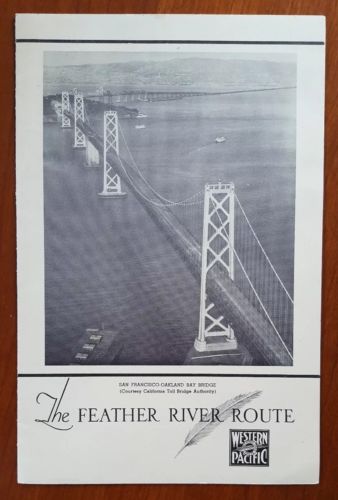 SAN FRANCISCO-OAKLAND BAY BRIDGE
(Courtesy California Toll Bridge Authority)
The FEATHER RIVER ROUTE
WESTERN
PACIFIC